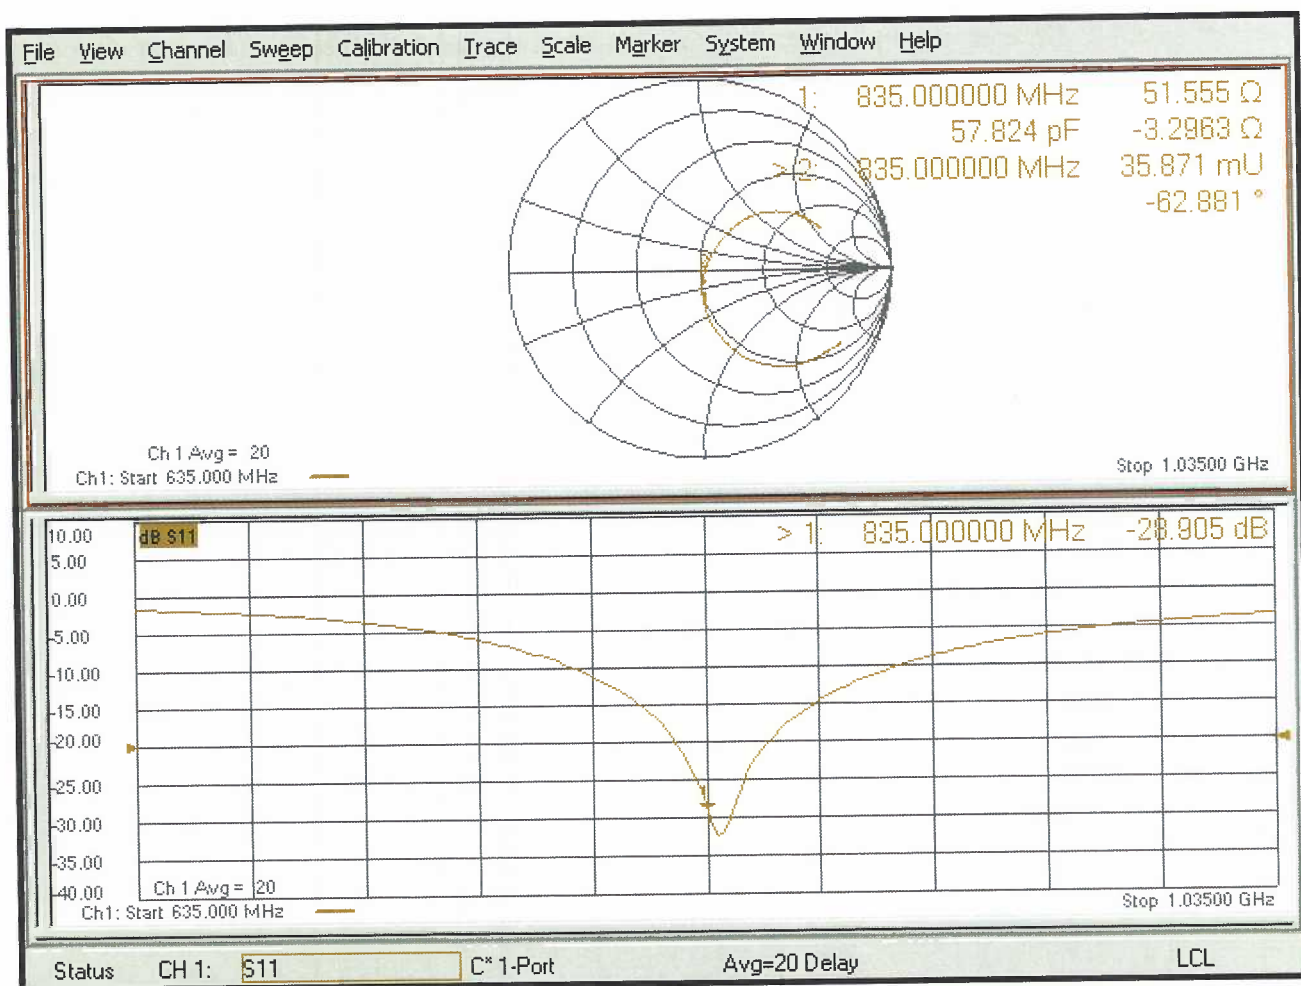 File View Channel Sweep Calibration Trace Scale Marker System Window Help
1: 835.000000 MHz 51.555 Ω
57.824 pF -3.2963 Ω
> 2: 835.000000 MHz 35.871 mU
-62.881 °
Ch 1 Avg = 20
Ch1: Start 635.000 MHz
Stop 1.03500 GHz
dB S11
> 1: 835.000000 MHz -28.905 dB
10.00
5.00
0.00
-5.00
-10.00
-15.00
-20.00
-25.00
-30.00
-35.00
-40.00
1
Ch 1 Avg = 20
Ch1: Start 635.000 MHz
Stop 1.03500 GHz
Status CH 1: S11 C* 1-Port Avg=20 Delay LCL